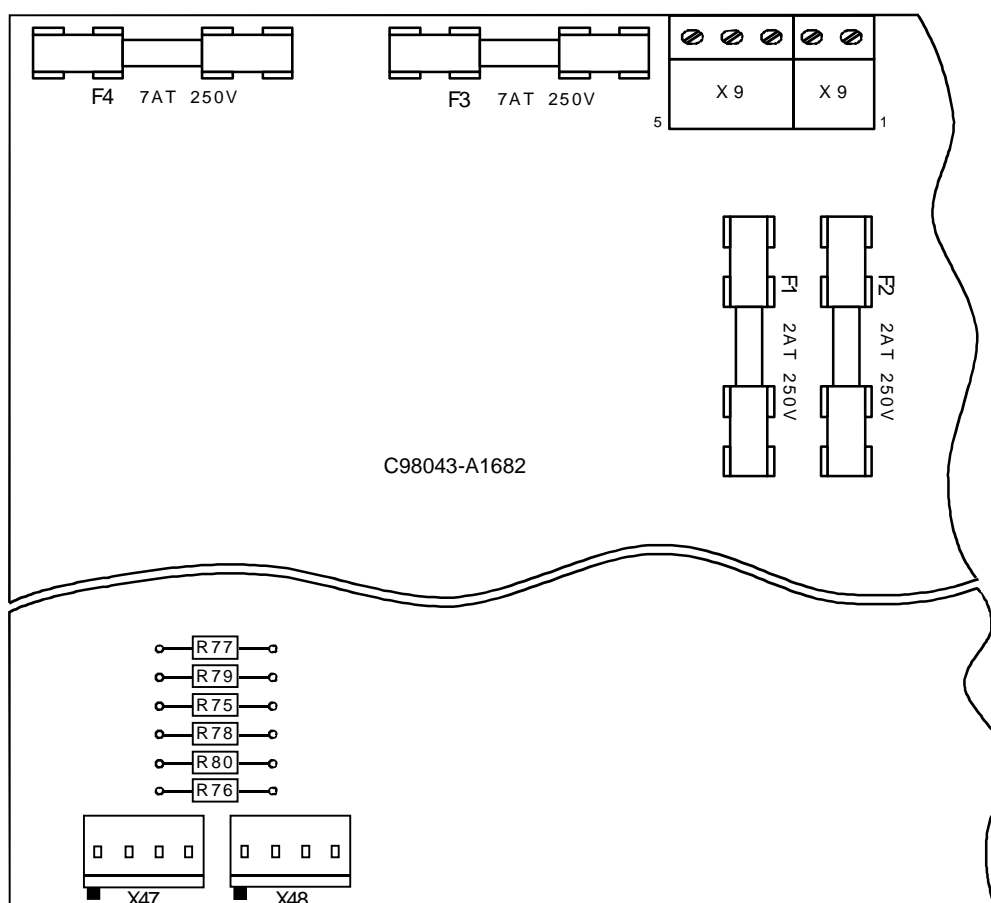 F4 7AT 250V
F3 7AT 250V
X 9
X 9
5
1
F1 2AT 250V
F2 2AT 250V
C98043-A1682
R77
R79
R75
R78
R80
R76
X47
X48